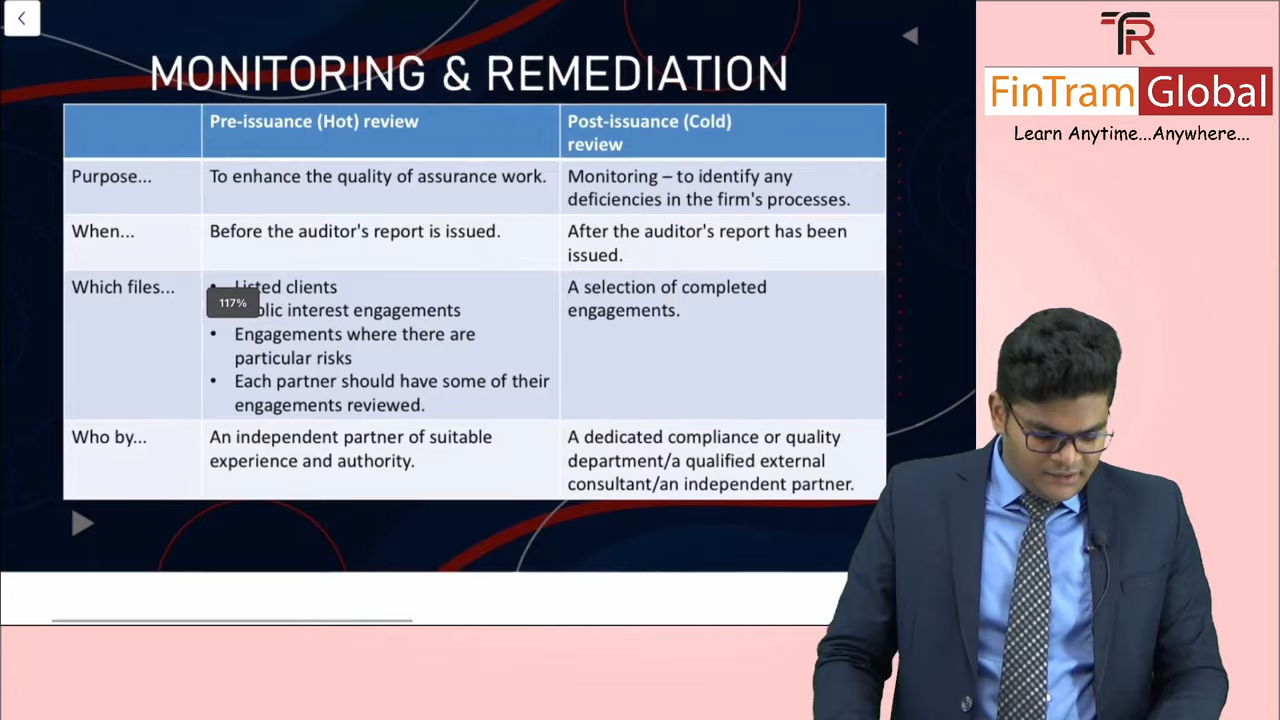 MONITORING & REMEDIATION
Pre-issuance (Hot) review
Post-issuance (Cold)
review
Purpose...
To enhance the quality of assurance work.
Monitoring – to identify any
deficiencies in the firm's processes.
When...
Before the auditor's report is issued.
After the auditor's report has been
issued.
Which files...
• Listed clients
117%
interest engagements
• Engagements where there are
particular risks
• Each partner should have some of their
engagements reviewed.
A selection of completed
engagements.
Who by...
An independent partner of suitable
experience and authority.
A dedicated compliance or quality
department/a qualified external
consultant/an independent partner.
FinTram Global
Learn Anytime...Anywhere...